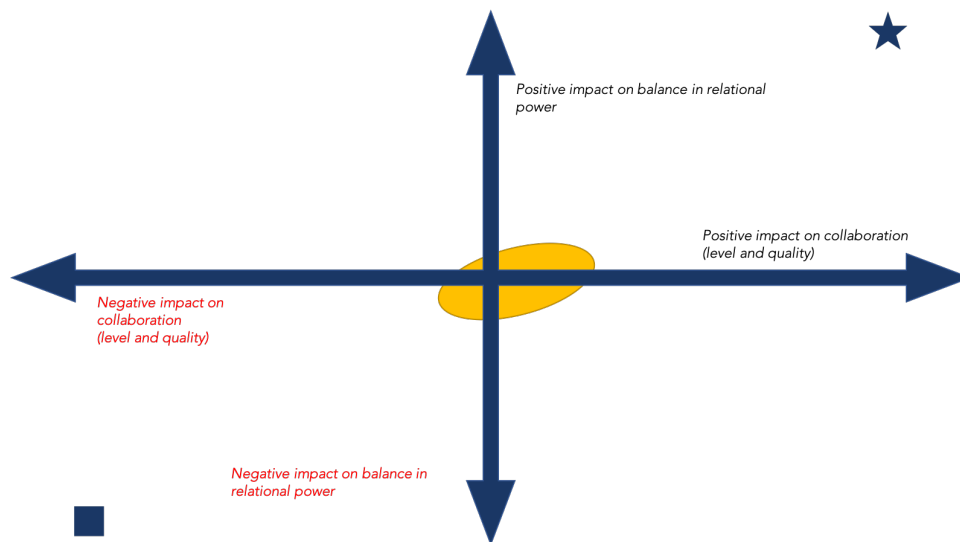 Positive impact on balance in relational
power
Positive impact on collaboration
(level and quality)
Negative impact on
collaboration
(level and quality)
Negative impact on balance in
relational power